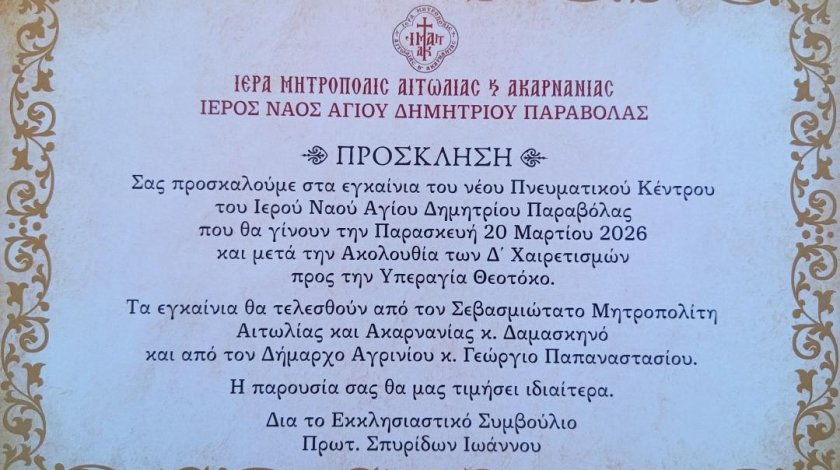 ΙΕΡΑ ΜΗΤΡΟΠΟΛΙΣ ΑΙΤΩΛΙΑΣ ϗ ΑΚΑΡΝΑΝΙΑΣ
ΙΕΡΟΣ ΝΑΟΣ ΑΓΙΟΥ ΔΗΜΗΤΡΙΟΥ ΠΑΡΑΒΟΛΑΣ
ΠΡΟΣΚΛΗΣΗ
Σας προσκαλούμε στα εγκαίνια του νέου Πνευματικού Κέντρου
του Ιερού Ναού Αγίου Δημητρίου Παραβόλας
που θα γίνουν την Παρασκευή 20 Μαρτίου 2026
και μετά την Ακολουθία των Δ΄ Χαιρετισμών
προς την Υπεραγία Θεοτόκο.
Τα εγκαίνια θα τελεσθούν από τον Σεβασμιώτατο Μητροπολίτη
Αιτωλίας και Ακαρνανίας κ. Δαμασκηνό
και από τον Δήμαρχο Αγρινίου κ. Γεώργιο Παπαναστασίου.
Η παρουσία σας θα μας τιμήσει ιδιαίτερα.
Δια το Εκκλησιαστικό Συμβούλιο
Πρωτ. Σπυρίδων Ιωάννου